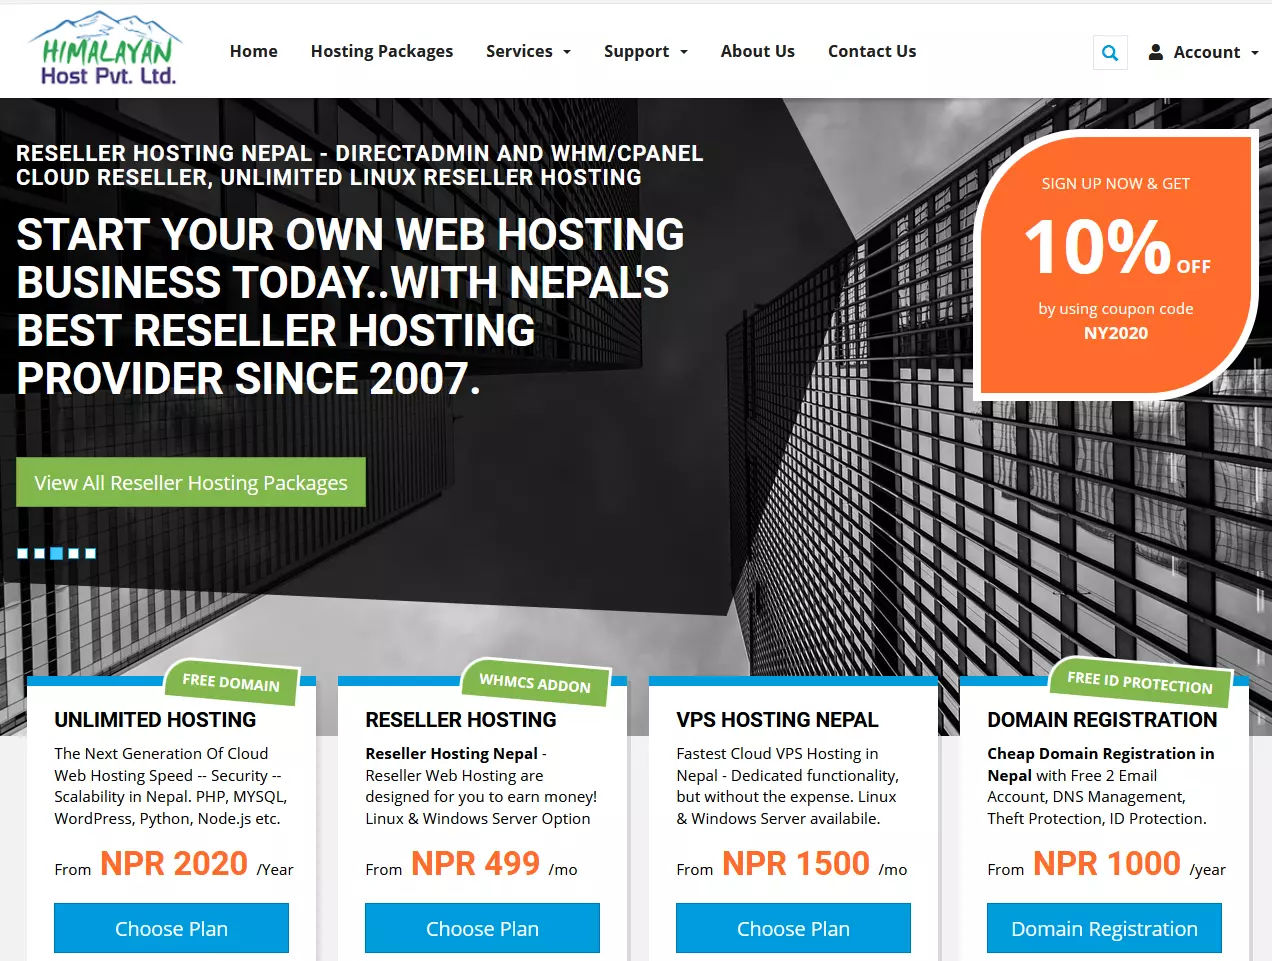 HIMALAYAN
Host Pvt. Ltd.
Home
Hosting Packages
Services
Support
About Us
Contact Us
Account
RESELLER HOSTING NEPAL - DIRECTADMIN AND WHM/CPANEL
CLOUD RESELLER, UNLIMITED LINUX RESELLER HOSTING
START YOUR OWN WEB HOSTING
BUSINESS TODAY..WITH NEPAL'S
BEST RESELLER HOSTING
PROVIDER SINCE 2007.
View All Reseller Hosting Packages
SIGN UP NOW & GET
10% OFF
by using coupon code
NY2020
FREE DOMAIN
UNLIMITED HOSTING
The Next Generation Of Cloud
Web Hosting Speed -- Security --
Scalability in Nepal. PHP, MYSQL,
WordPress, Python, Node.js etc.
From NPR 2020 /Year
Choose Plan
WHMCS ADDON
RESELLER HOSTING
Reseller Hosting Nepal -
Reseller Web Hosting are
designed for you to earn money!
Linux & Windows Server Option
From NPR 499 /mo
Choose Plan
VPS HOSTING NEPAL
Fastest Cloud VPS Hosting in
Nepal - Dedicated functionality,
but without the expense. Linux
& Windows Server availabile.
From NPR 1500 /mo
Choose Plan
FREE ID PROTECTION
DOMAIN REGISTRATION
Cheap Domain Registration in
Nepal with Free 2 Email
Account, DNS Management,
Theft Protection, ID Protection.
From NPR 1000 /year
Domain Registration